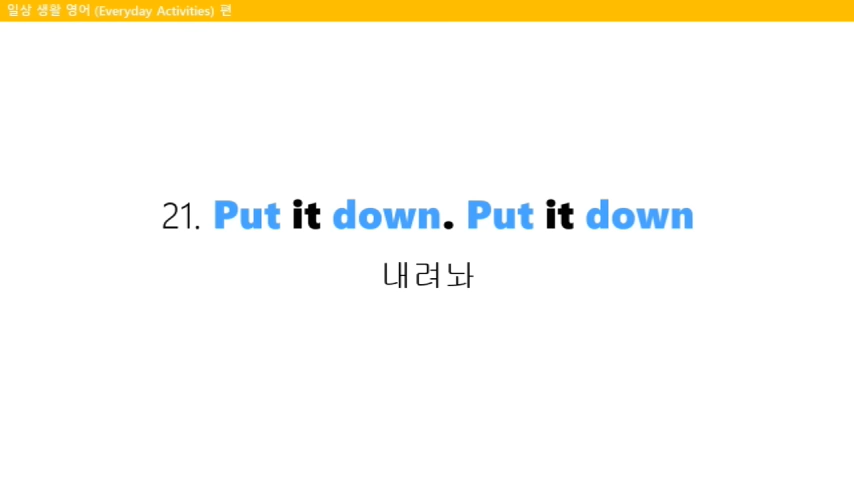 일상 생활 영어 (Everyday Activities) 편
21. Put it down. Put it down
내려놔